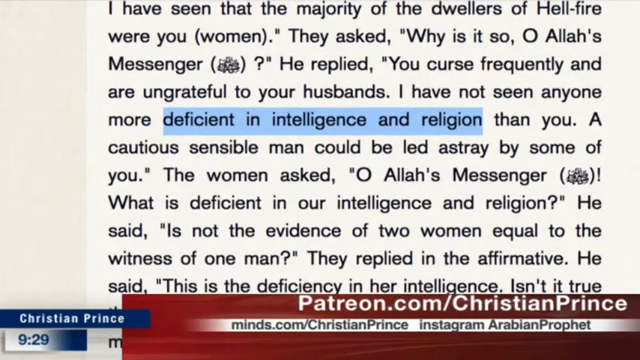 I have seen that the majority of the dwellers of Hell-fire
were you (women)." They asked, "Why is it so, O Allah's
Messenger (ﷺ) ?" He replied, "You curse frequently and
are ungrateful to your husbands. I have not seen anyone
more deficient in intelligence and religion than you. A
cautious sensible man could be led astray by some of
you." The women asked, "O Allah's Messenger (ﷺ)!
What is deficient in our intelligence and religion?" He
said, "Is not the evidence of two women equal to the
witness of one man?" They replied in the affirmative. He
said, "This is the deficiency in her intelligence. Isn't it true
Patreon.com/ChristianPrince
Christian Prince
minds.com/ChristianPrince instagram ArabianProphet
9:29